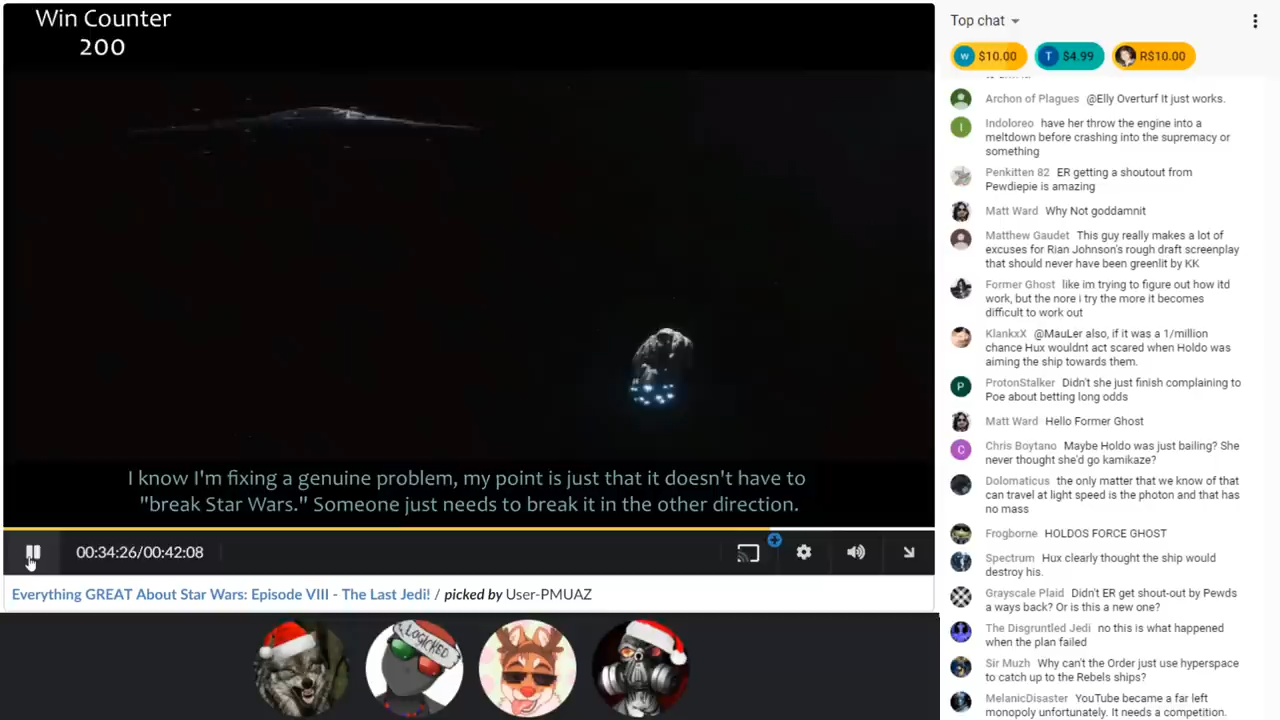 Win Counter
200
I know I'm fixing a genuine problem, my point is just that it doesn't have to
"break Star Wars." Someone just needs to break it in the other direction.
00:34:26/00:42:08
Everything GREAT About Star Wars: Episode VIII - The Last Jedi! / picked by User-PMUAZ
LOGICKED
Top chat
W $10.00
T $4.99
R$10.00
Archon of Plagues @Elly Overturf It just works.
I
Indoloreo have her throw the engine into a
meltdown before crashing into the supremacy or
something
Penkitten 82 ER getting a shoutout from
Pewdiepie is amazing
Matt Ward Why Not goddamnit
Matthew Gaudet This guy really makes a lot of
excuses for Rian Johnson's rough draft screenplay
that should never have been greenlit by KK
Former Ghost like im trying to figure out how itd
work, but the nore i try the more it becomes
difficult to work out
KlankxX @MauLer also, if it was a 1/million
chance Hux wouldnt act scared when Holdo was
aiming the ship towards them.
P
ProtonStalker Didn't she just finish complaining to
Poe about betting long odds
Matt Ward Hello Former Ghost
C
Chris Boytano Maybe Holdo was just bailing? She
never thought she'd go kamikaze?
Dolomaticus the only matter that we know of that
can travel at light speed is the photon and that has
no mass
Frogborne HOLDOS FORCE GHOST
Spectrum Hux clearly thought the ship would
destroy his.
Grayscale Plaid Didn't ER get shout-out by Pewds
a ways back? Or is this a new one?
The Disgruntled Jedi no this is what happened
when the plan failed
Sir Muzh Why can't the Order just use hyperspace
to catch up to the Rebels ships?
MelanicDisaster YouTube became a far left
monopoly unfortunately. It needs a competition.